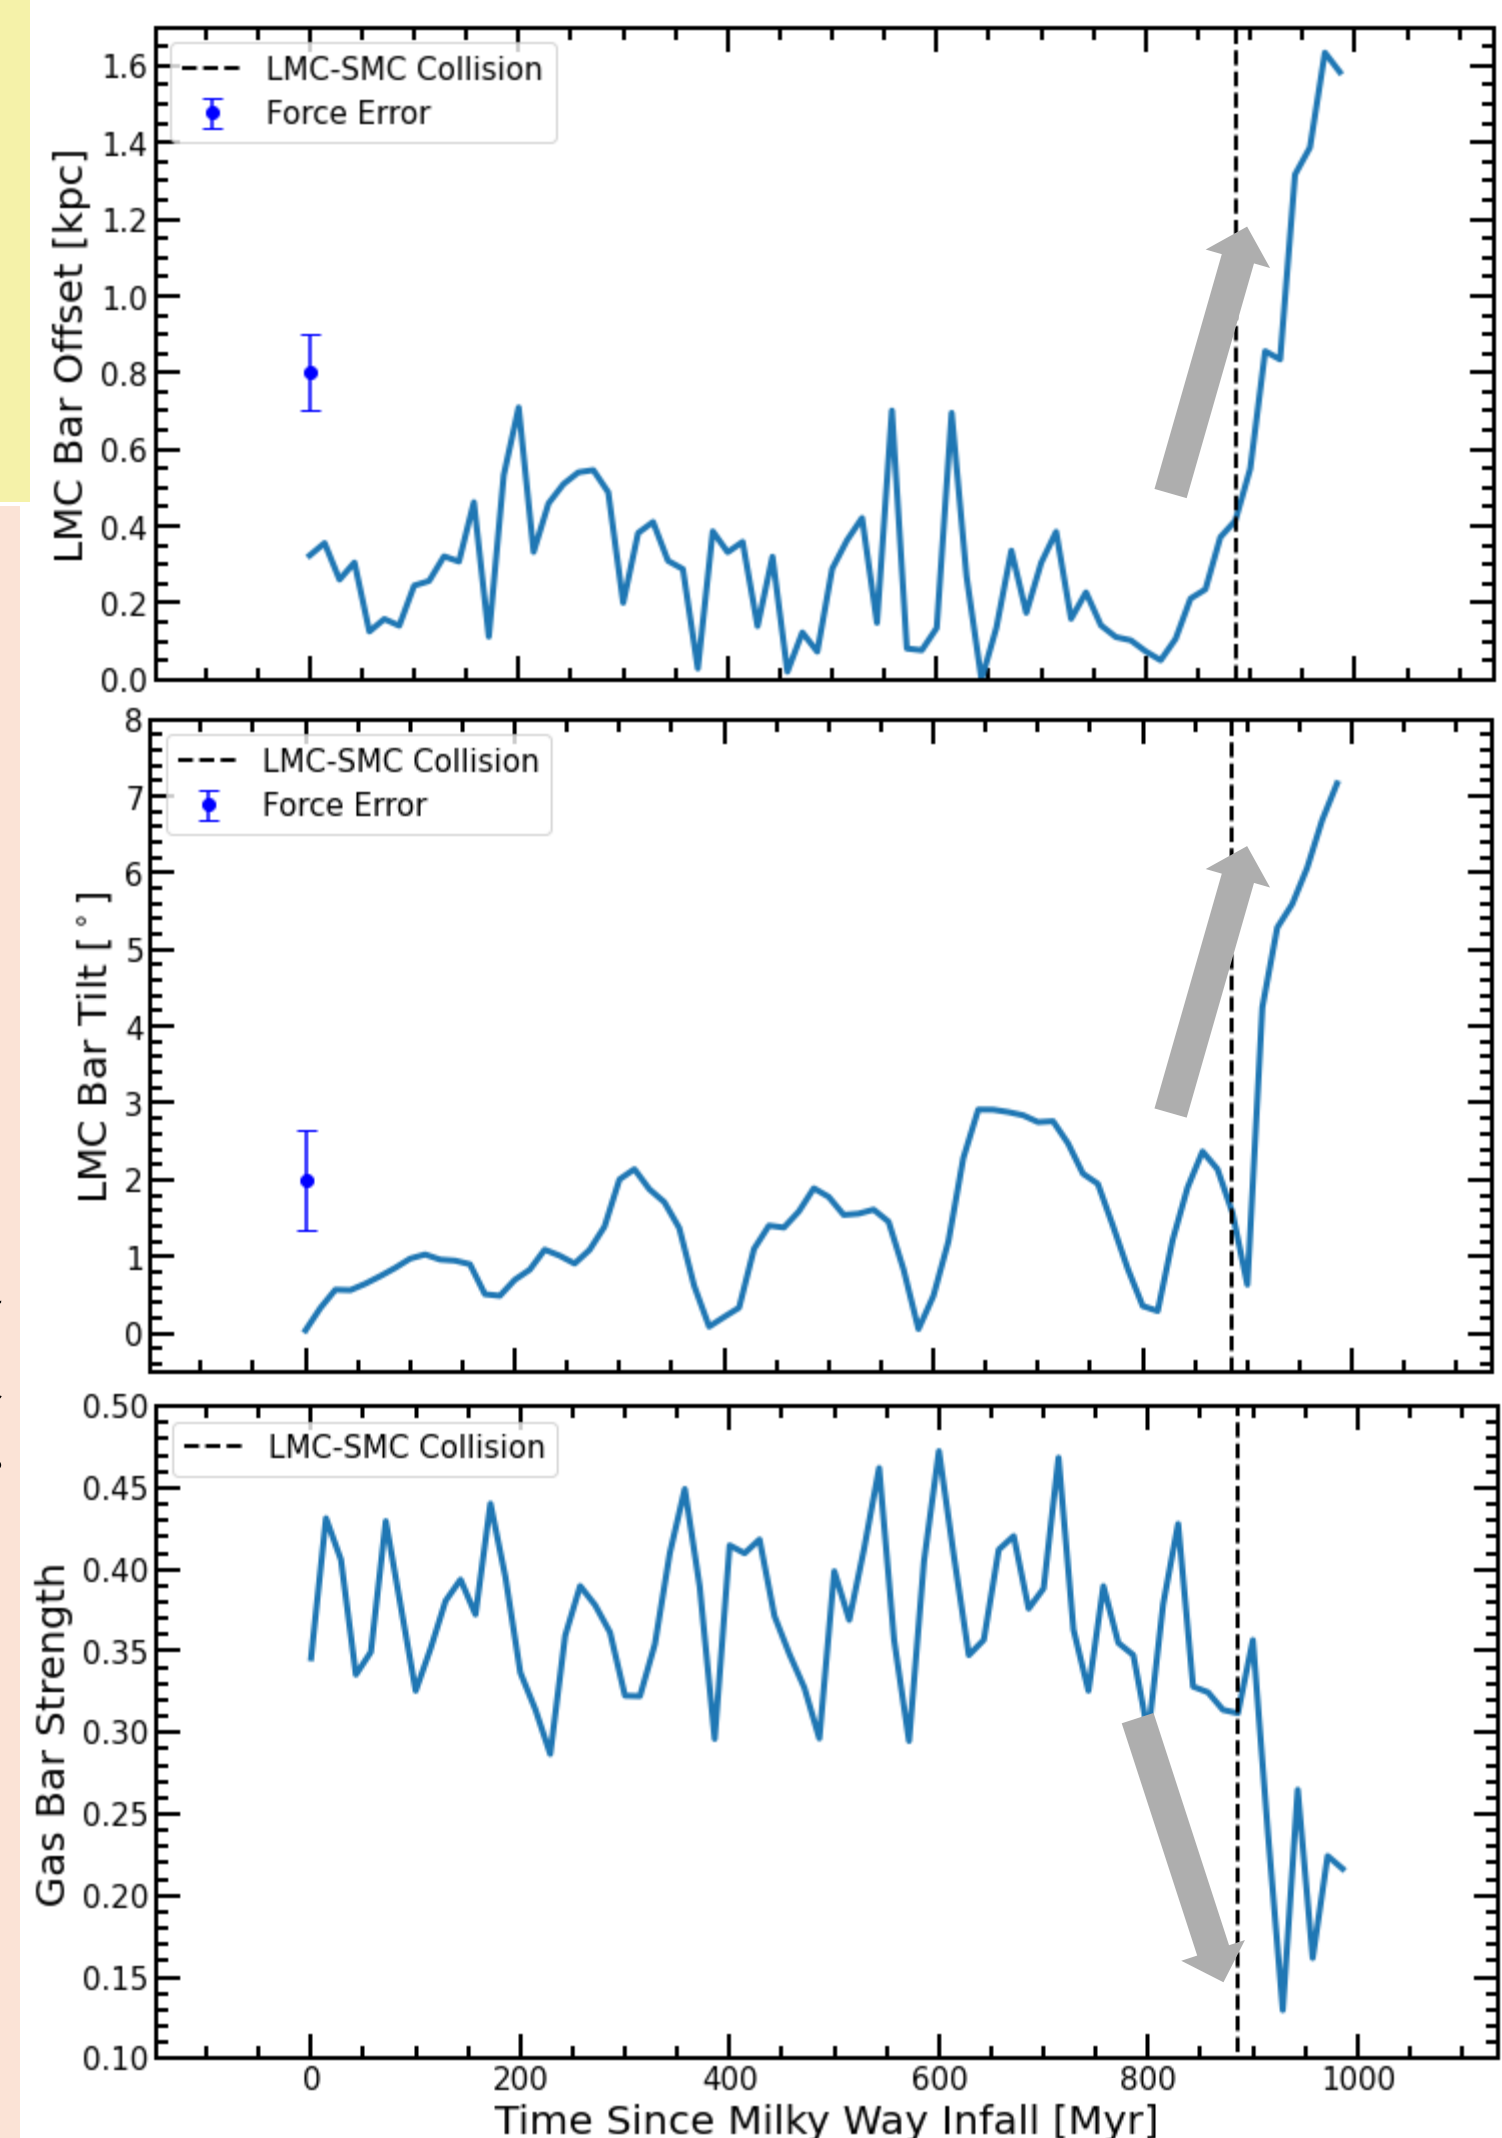 LMC-SMC Collision
Force Error
LMC Bar Offset [kpc]
1.6
1.4
1.2
1.0
0.8
0.6
0.4
0.2
0.0
LMC-SMC Collision
Force Error
LMC Bar Tilt [°]
8
7
6
5
4
3
2
1
0
LMC-SMC Collision
Gas Bar Strength
0.50
0.45
0.40
0.35
0.30
0.25
0.20
0.15
0.10
0 200 400 600 800 1000
Time Since Milky Way Infall [Myr]